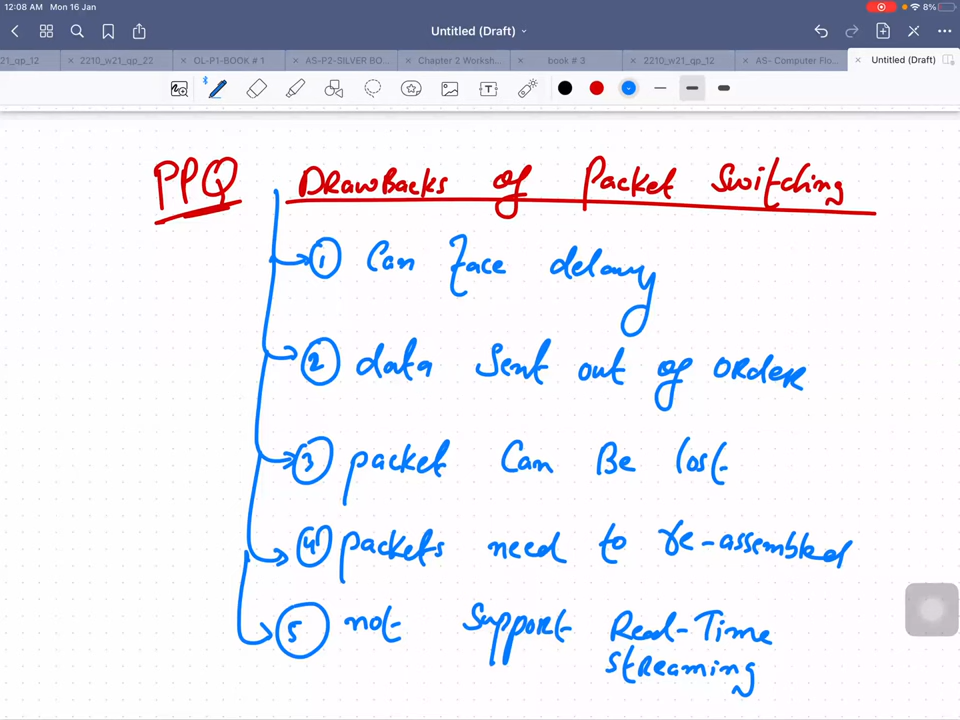 12:08 AM Mon 16 Jan
8%
Untitled (Draft)
21_qp_12
2210_w21_qp_22
OL-P1-BOOK # 1
AS-P2-SILVER BO...
Chapter 2 Worksh...
book # 3
2210_w21_qp_12
AS- Computer Flo...
Untitled (Draft)
PPQ DrawBacks of Packet Switching
1 Can face delay
2 data Sent out of order
3 packet Can Be lost
4 packets need to re-assembled
5 not Support Real-Time
streaming